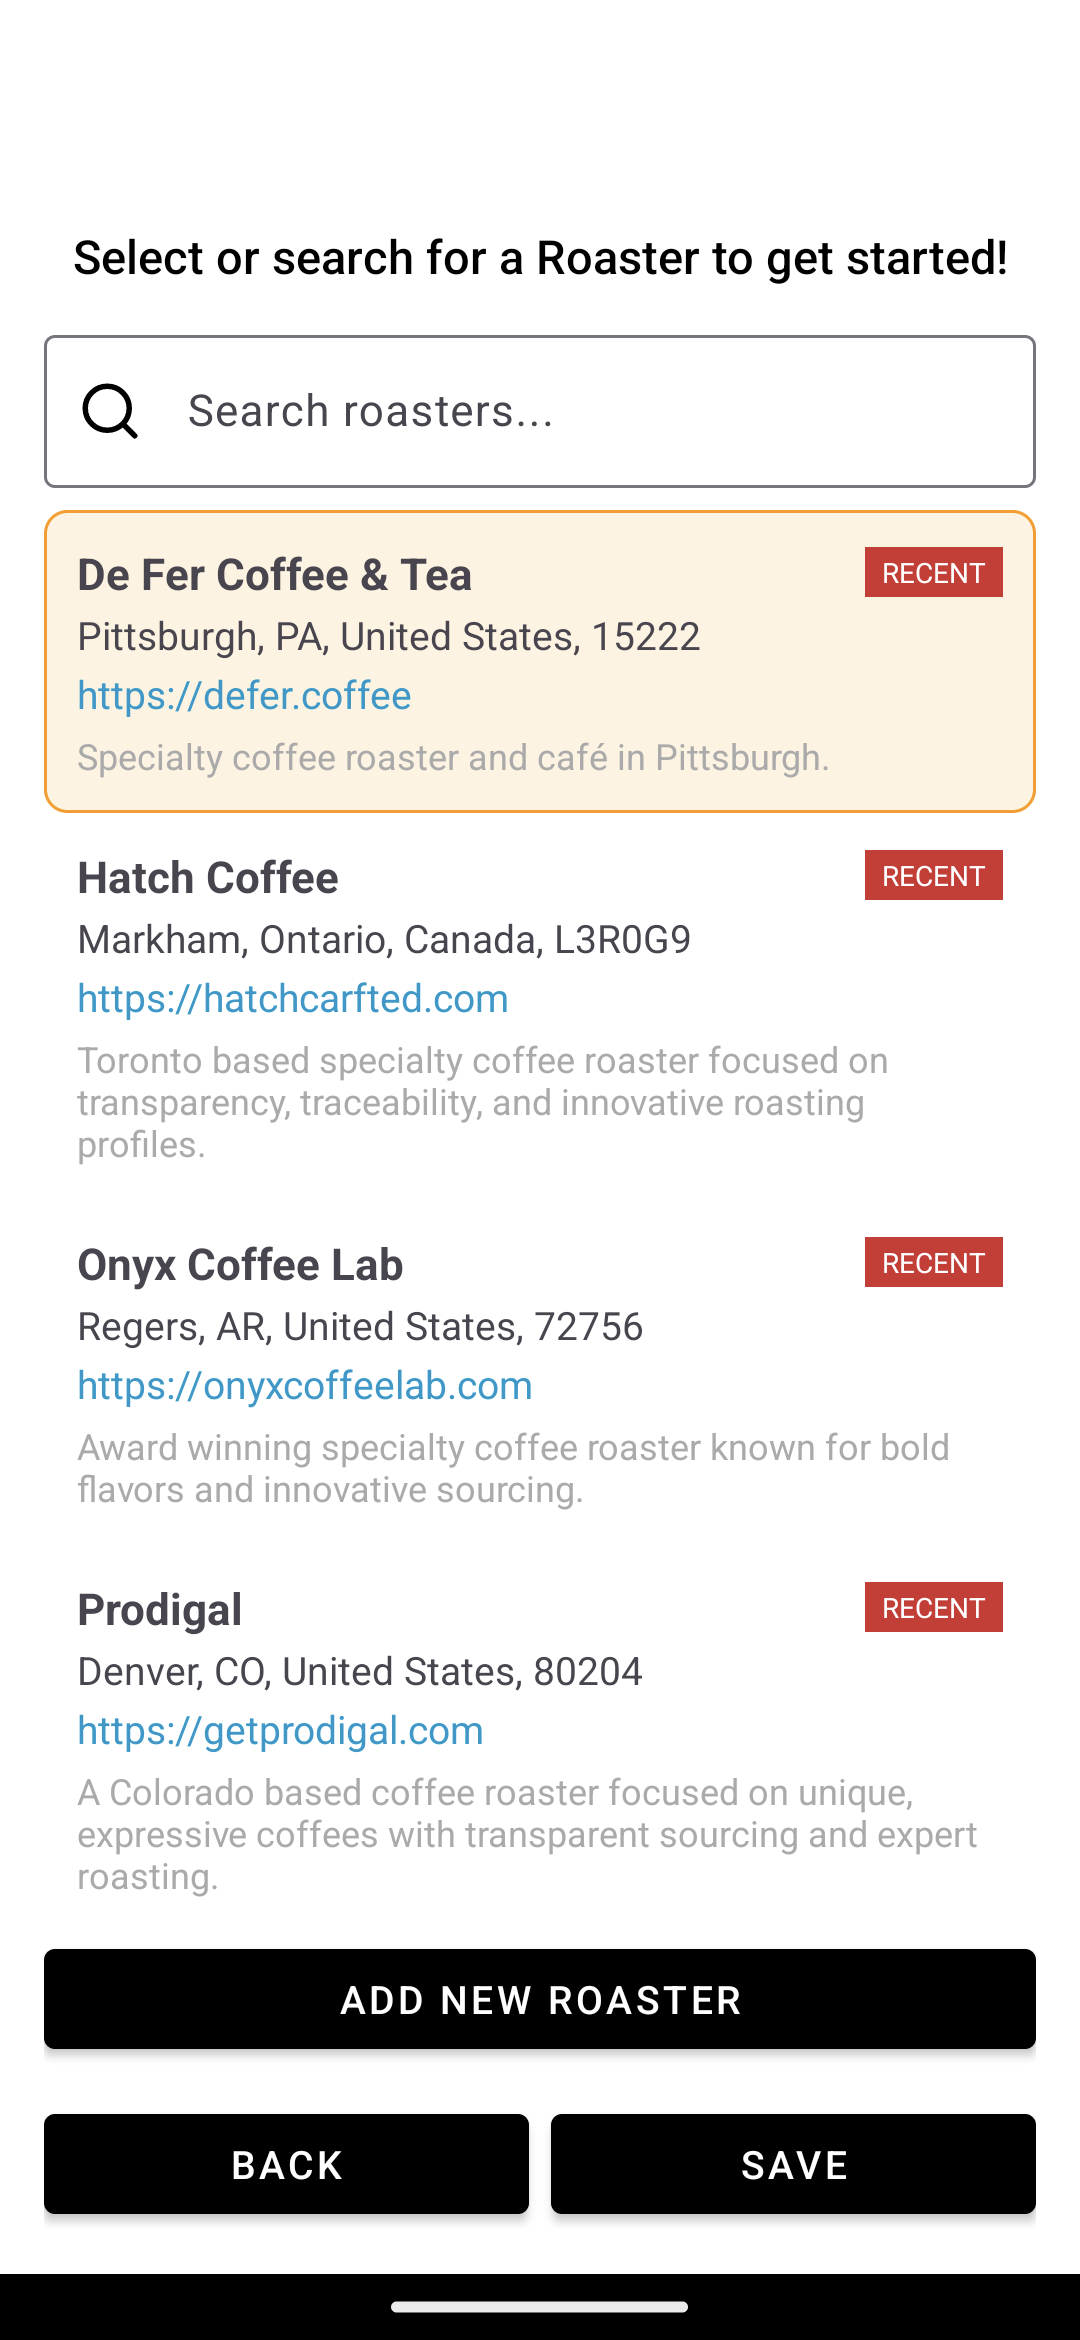 Select or search for a Roaster to get started!
Search roasters...
De Fer Coffee & Tea
RECENT
Pittsburgh, PA, United States, 15222
https://defer.coffee
Specialty coffee roaster and café in Pittsburgh.
Hatch Coffee
RECENT
Markham, Ontario, Canada, L3R0G9
https://hatchcarfted.com
Toronto based specialty coffee roaster focused on
transparency, traceability, and innovative roasting
profiles.
Onyx Coffee Lab
RECENT
Regers, AR, United States, 72756
https://onyxcoffeelab.com
Award winning specialty coffee roaster known for bold
flavors and innovative sourcing.
Prodigal
RECENT
Denver, CO, United States, 80204
https://getprodigal.com
A Colorado based coffee roaster focused on unique,
expressive coffees with transparent sourcing and expert
roasting.
ADD NEW ROASTER
BACK
SAVE